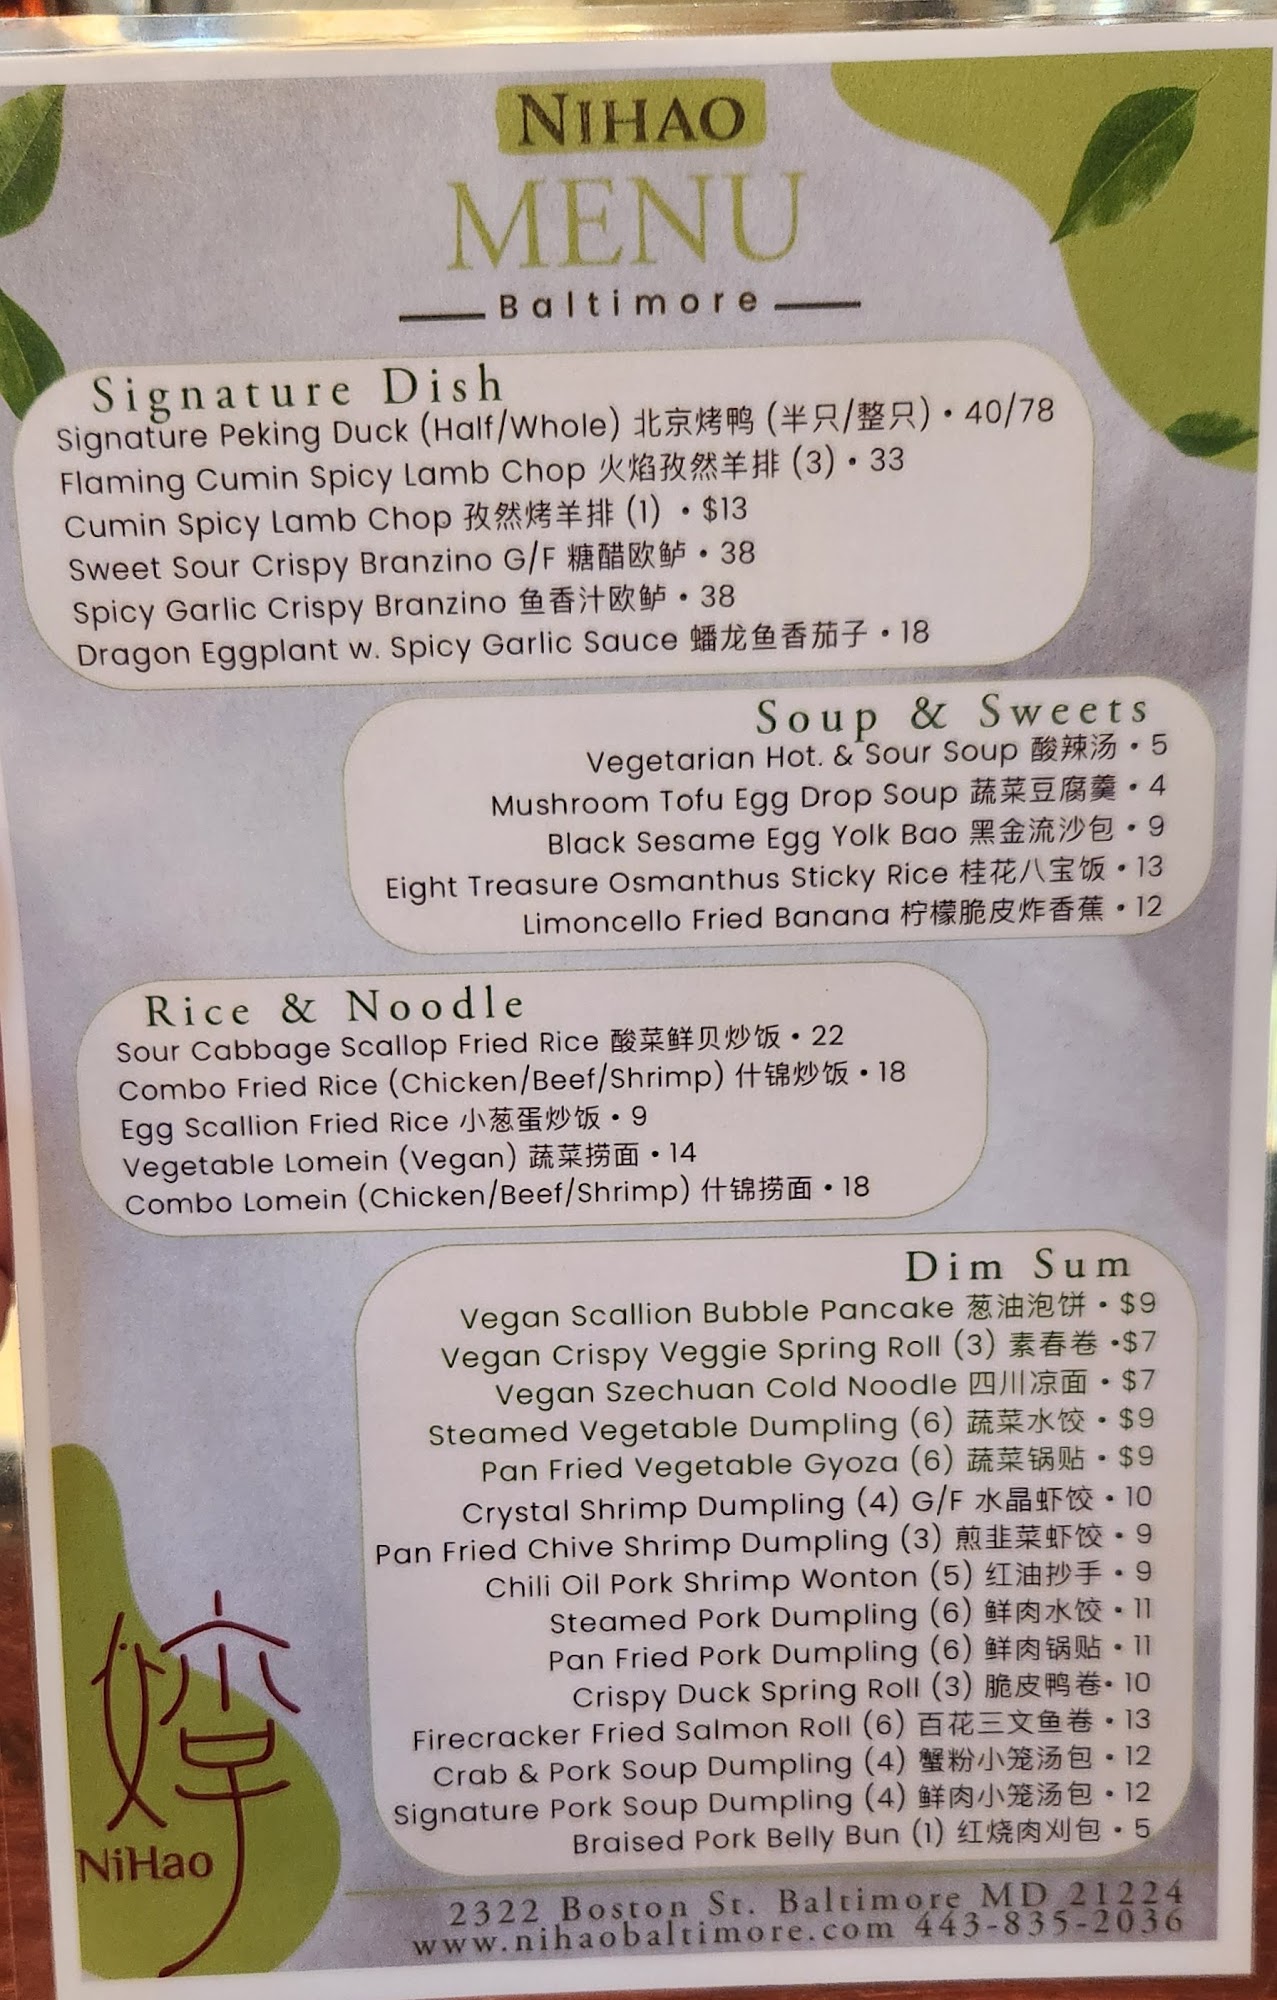 NIHAO
MENU
Baltimore
Signature Dish
Signature Peking Duck (Half/Whole) 北京烤鸭 (半只/整只) • 40/78
Flaming Cumin Spicy Lamb Chop 火焰孜然羊排 (3) • 33
Cumin Spicy Lamb Chop 孜然烤羊排 (1) • $13
Sweet Sour Crispy Branzino G/F 糖醋欧鲈 • 38
Spicy Garlic Crispy Branzino 鱼香汁欧鲈 • 38
Dragon Eggplant w. Spicy Garlic Sauce 蟠龙鱼香茄子 • 18
Soup & Sweets
Vegetarian Hot. & Sour Soup 酸辣汤 • 5
Mushroom Tofu Egg Drop Soup 蔬菜豆腐羹 • 4
Black Sesame Egg Yolk Bao 黑金流沙包 • 9
Eight Treasure Osmanthus Sticky Rice 桂花八宝饭 • 13
Limoncello Fried Banana 柠檬脆皮炸香蕉 • 12
Rice & Noodle
Sour Cabbage Scallop Fried Rice 酸菜鲜贝炒饭 • 22
Combo Fried Rice (Chicken/Beef/Shrimp) 什锦炒饭 • 18
Egg Scallion Fried Rice 小葱蛋炒饭 • 9
Vegetable Lomein (Vegan) 蔬菜捞面 • 14
Combo Lomein (Chicken/Beef/Shrimp) 什锦捞面 • 18
Dim Sum
Vegan Scallion Bubble Pancake 葱油泡饼 • $9
Vegan Crispy Veggie Spring Roll (3) 素春卷 •$7
Vegan Szechuan Cold Noodle 四川凉面 • $7
Steamed Vegetable Dumpling (6) 蔬菜水饺 • $9
Pan Fried Vegetable Gyoza (6) 蔬菜锅贴 • $9
Crystal Shrimp Dumpling (4) G/F 水晶虾饺 • 10
Pan Fried Chive Shrimp Dumpling (3) 煎韭菜虾饺 • 9
Chili Oil Pork Shrimp Wonton (5) 红油抄手 • 9
Steamed Pork Dumpling (6) 鲜肉水饺 • 11
Pan Fried Pork Dumpling (6) 鲜肉锅贴 • 11
Crispy Duck Spring Roll (3) 脆皮鸭卷• 10
Firecracker Fried Salmon Roll (6) 百花三文鱼卷 • 13
Crab & Pork Soup Dumpling (4) 蟹粉小笼汤包 • 12
Signature Pork Soup Dumpling (4) 鲜肉小笼汤包 • 12
Braised Pork Belly Bun (1) 红烧肉刈包 • 5
NiHao
2322 Boston St. Baltimore MD 21224
www.nihaobaltimore.com 443-835-2036